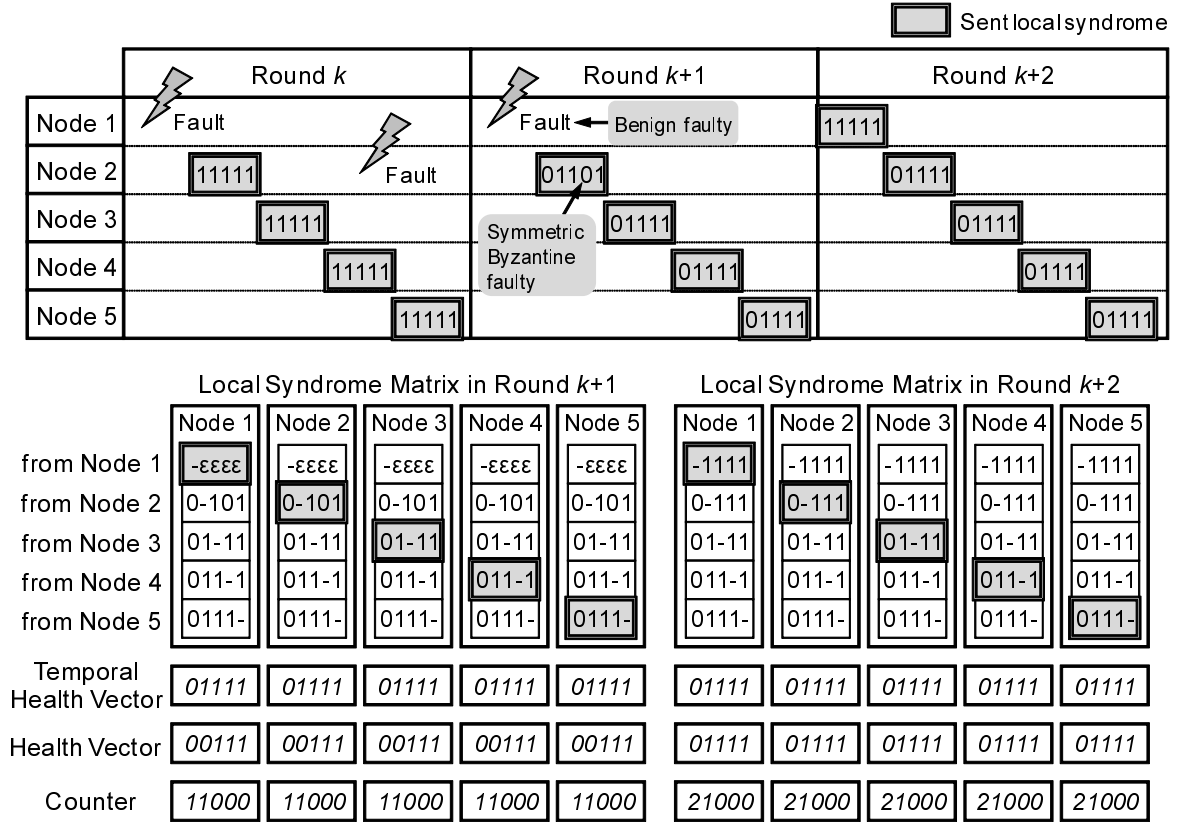 Sent local syndrome
Round k Round k+1 Round k+2
Node 1 Fault Fault Benign faulty 11111
Node 2 11111 Fault 01101 01111
Node 3 11111 Symmetric Byzantine faulty 01111 01111
Node 4 11111 01111 01111
Node 5 11111 01111 01111
Local Syndrome Matrix in Round k+1 Local Syndrome Matrix in Round k+2
Node 1 Node 2 Node 3 Node 4 Node 5 Node 1 Node 2 Node 3 Node 4 Node 5
from Node 1 -εεεε -εεεε -εεεε -εεεε -εεεε -1111 -1111 -1111 -1111 -1111
from Node 2 0-101 0-101 0-101 0-101 0-101 0-111 0-111 0-111 0-111 0-111
from Node 3 01-11 01-11 01-11 01-11 01-11 01-11 01-11 01-11 01-11 01-11
from Node 4 011-1 011-1 011-1 011-1 011-1 011-1 011-1 011-1 011-1 011-1
from Node 5 0111- 0111- 0111- 0111- 0111- 0111- 0111- 0111- 0111- 0111-
Temporal
Health Vector 01111 01111 01111 01111 01111 01111 01111 01111 01111 01111
Health Vector 00111 00111 00111 00111 00111 01111 01111 01111 01111 01111
Counter 11000 11000 11000 11000 11000 21000 21000 21000 21000 21000